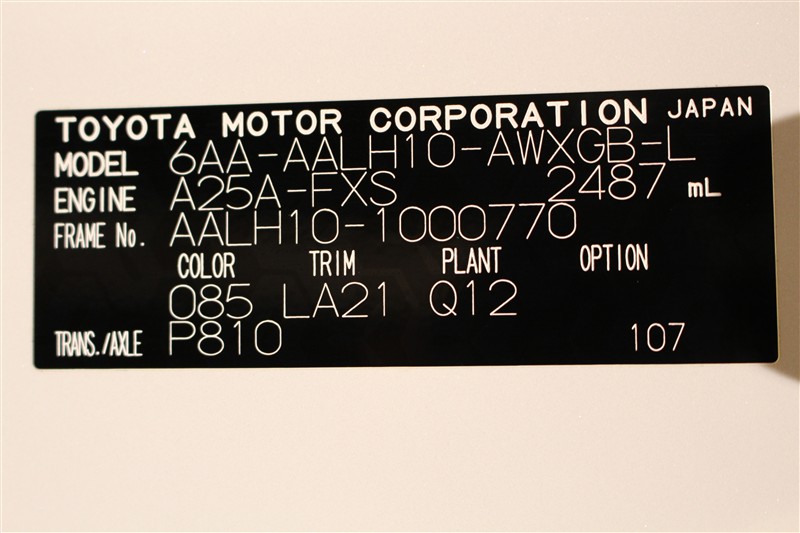 TOYOTA MOTOR CORPORATION JAPAN
MODEL 6AA-AALH10-AWXGB-L
ENGINE A25A-FXS 2487 mL
FRAME No. AALH10-1000770
COLOR TRIM PLANT OPTION
085 LA21 Q12
TRANS./AXLE P810 107